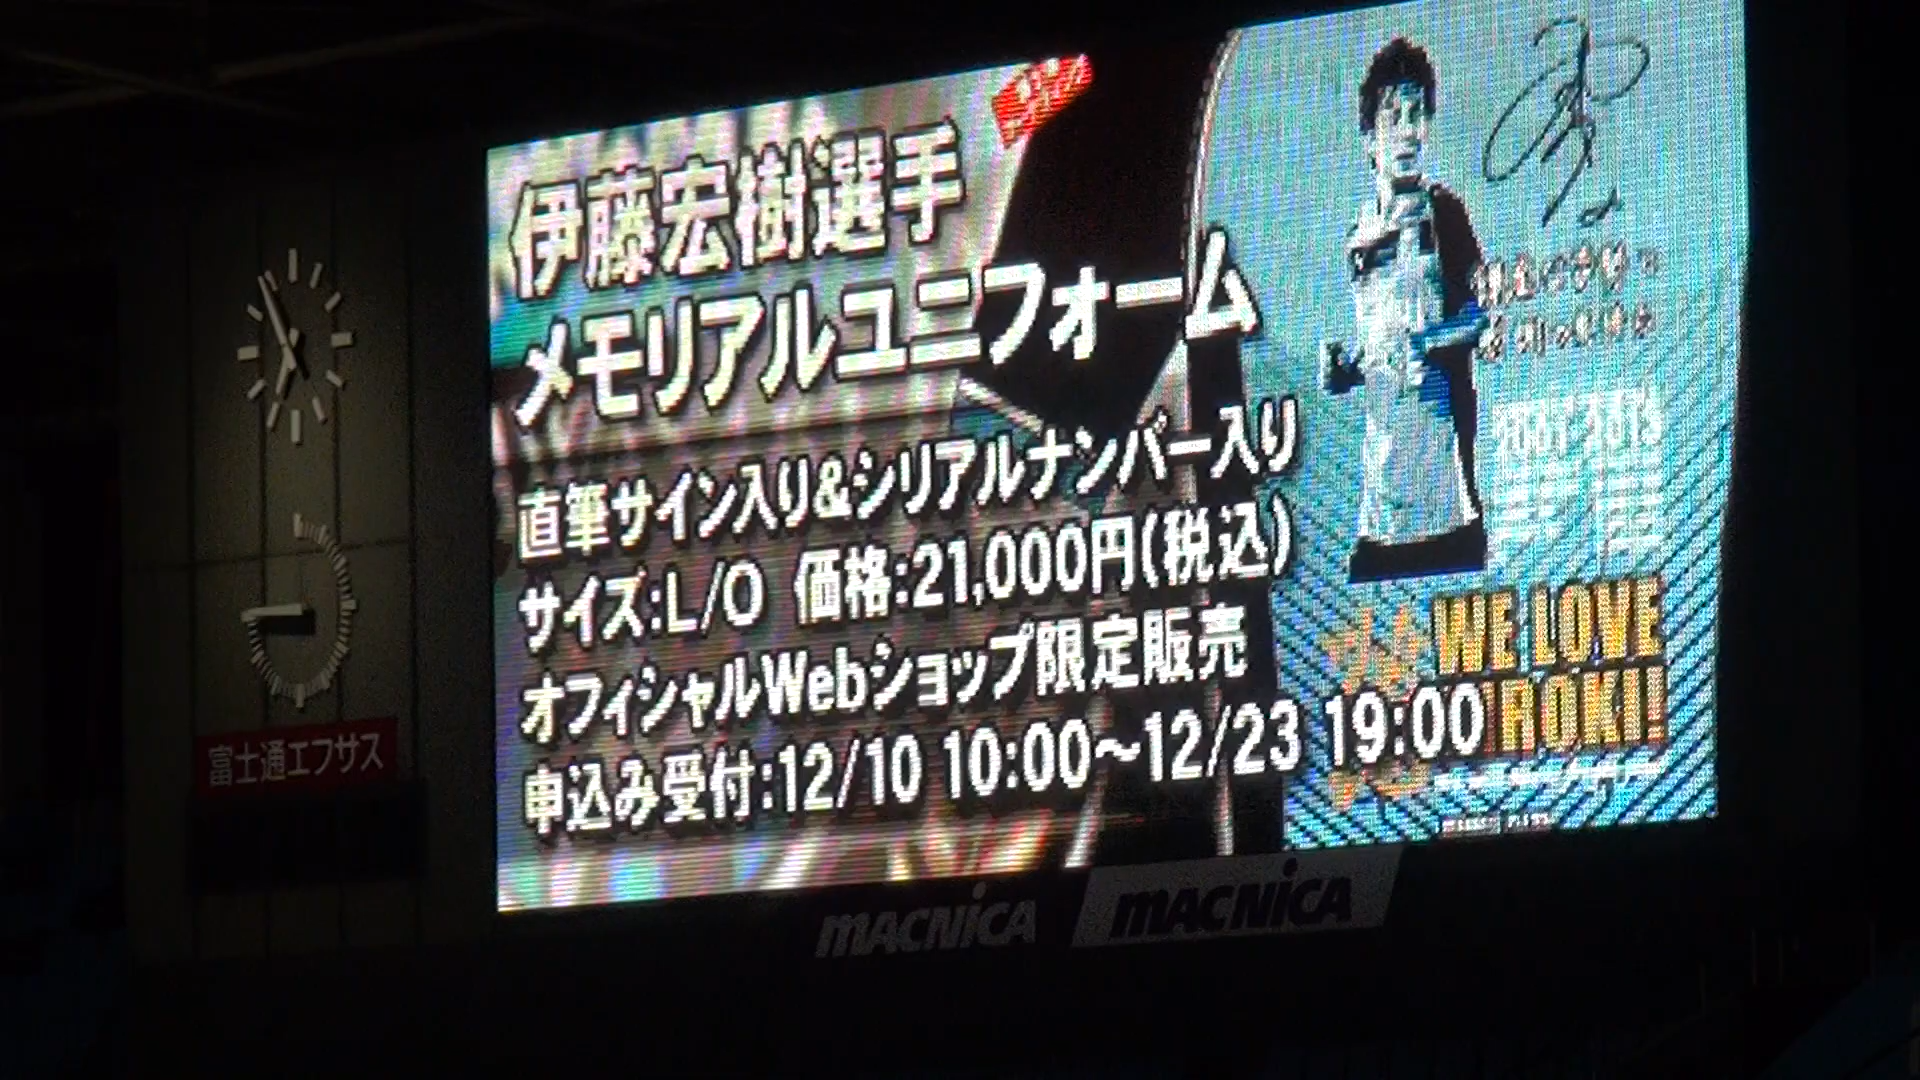 伊藤宏樹選手
メモリアルユニフォーム
直筆サイン入り&シリアルナンバー入り
サイズ:L/O 価格:21,000円(税込)
オフィシャルWebショップ限定販売
申込み受付:12/10 10:00～12/23 19:00
2001-2013
WE LOVE
HIROKI!
富士通エフサス
macnica
macnica